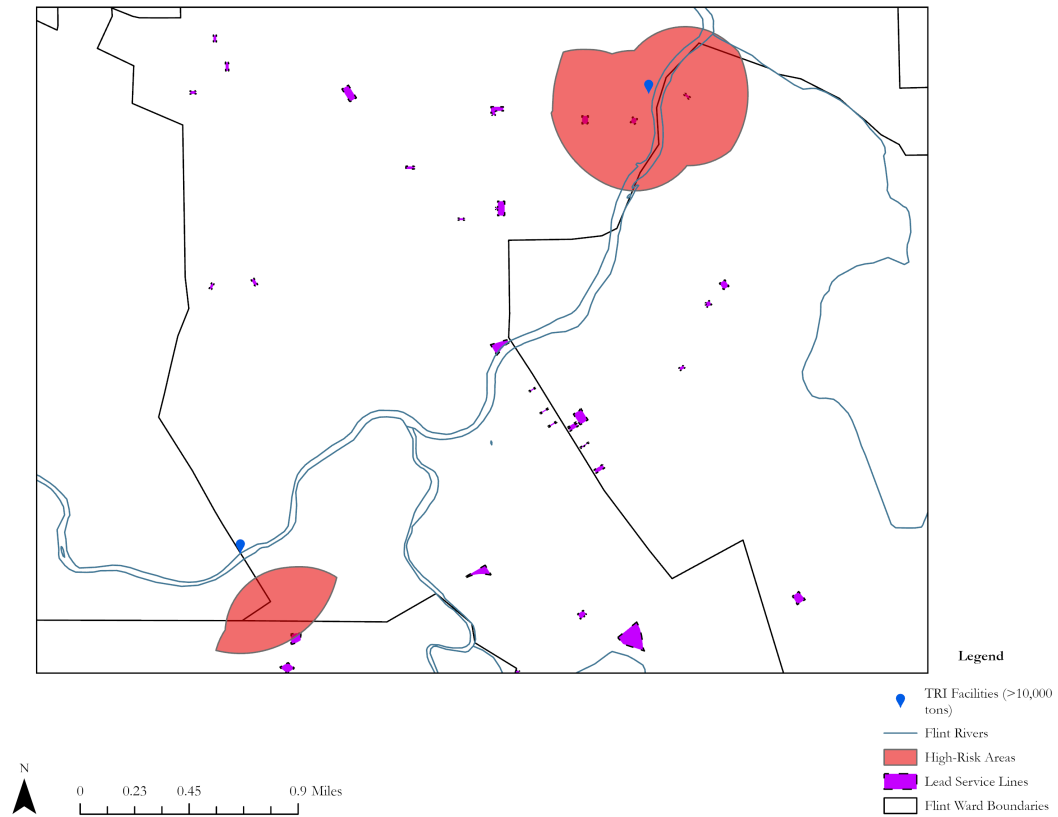 Legend
TRI Facilities (>10,000
tons)
Flint Rivers
High-Risk Areas
Lead Service Lines
Flint Ward Boundaries
N
0 0.23 0.45 0.9 Miles